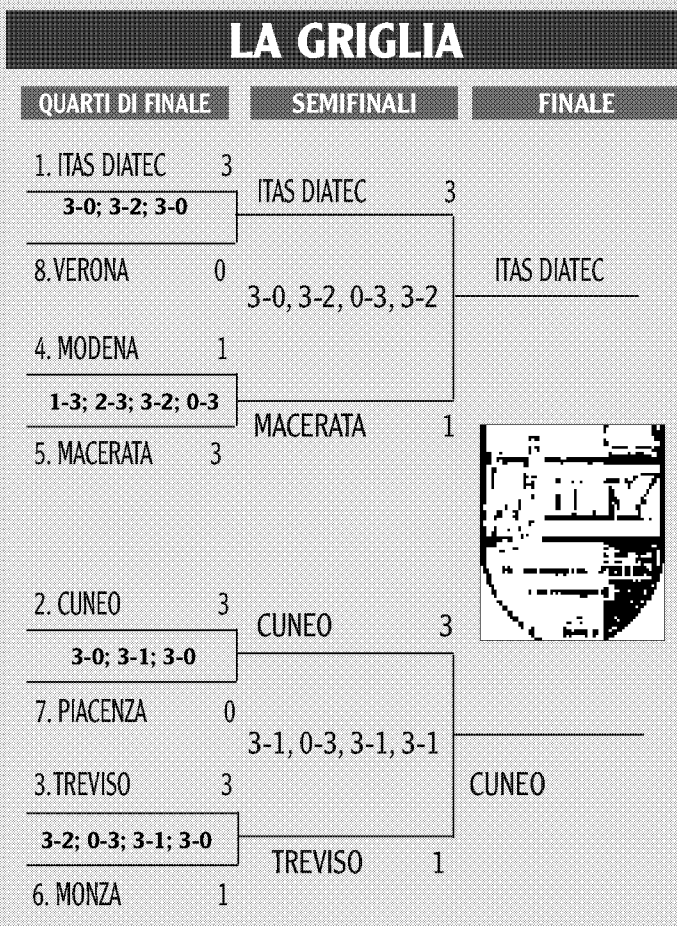 LA GRIGLIA
QUARTI DI FINALE SEMIFINALI FINALE
1. ITAS DIATEC 3
3-0; 3-2; 3-0
8.VERONA 0
4. MODENA 1
1-3; 2-3; 3-2; 0-3
5. MACERATA 3
2. CUNEO 3
3-0; 3-1; 3-0
7. PIACENZA 0
3.TREVISO 3
3-2; 0-3; 3-1; 3-0
6. MONZA 1
ITAS DIATEC 3
3-0, 3-2, 0-3, 3-2
MACERATA 1
CUNEO 3
3-1, 0-3, 3-1, 3-1
TREVISO 1
ITAS DIATEC
CUNEO